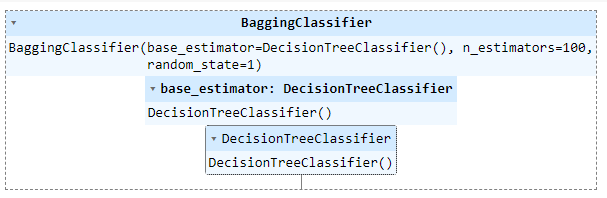 BaggingClassifier
BaggingClassifier(base_estimator=DecisionTreeClassifier(), n_estimators=100,
random_state=1)
base_estimator: DecisionTreeClassifier
DecisionTreeClassifier()
DecisionTreeClassifier
DecisionTreeClassifier()